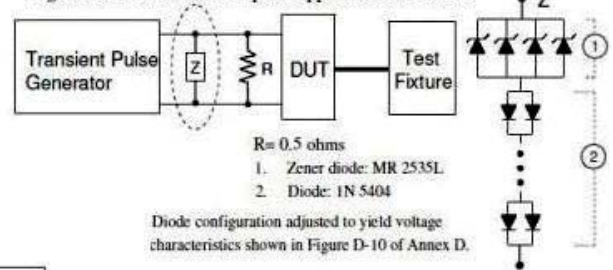 Transient Pulse
Generator
Z
R
DUT
Test
Fixture
Z
1
2
R= 0.5 ohms
1. Zener diode: MR 2535L
2. Diode: 1N 5404
Diode configuration adjusted to yield voltage
characteristics shown in Figure D-10 of Annex D.